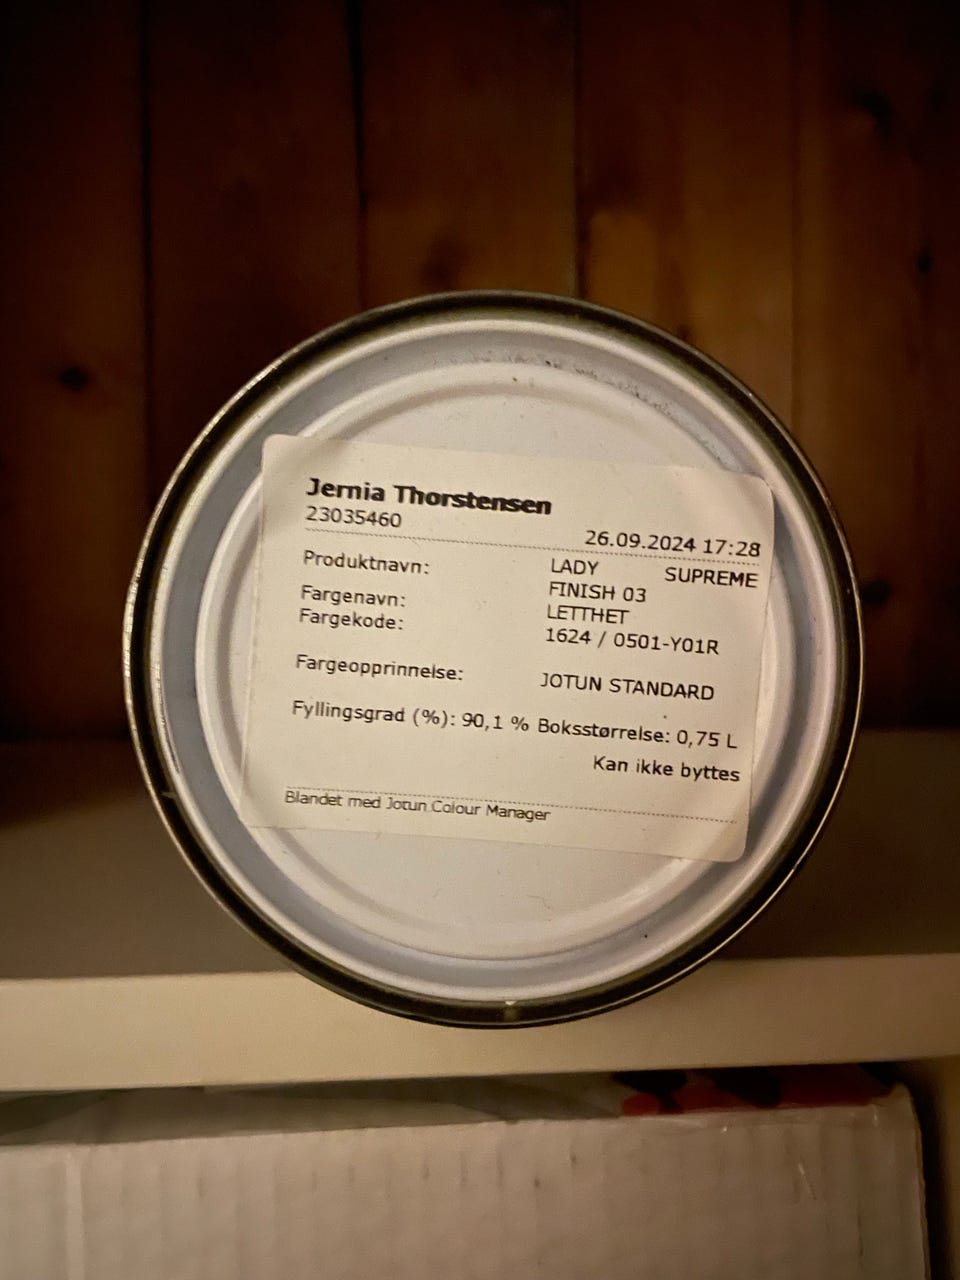 Jernia Thorstensen
23035460
26.09.2024 17:28
Produktnavn: LADY SUPREME
FINISH 03
Fargenavn: LETTHET
Fargekode: 1624 / 0501-Y01R
Fargeopprinnelse: JOTUN STANDARD
Fyllingsgrad (%): 90,1 % Boksstørrelse: 0,75 L
Kan ikke byttes
Blandet med Jotun Colour Manager